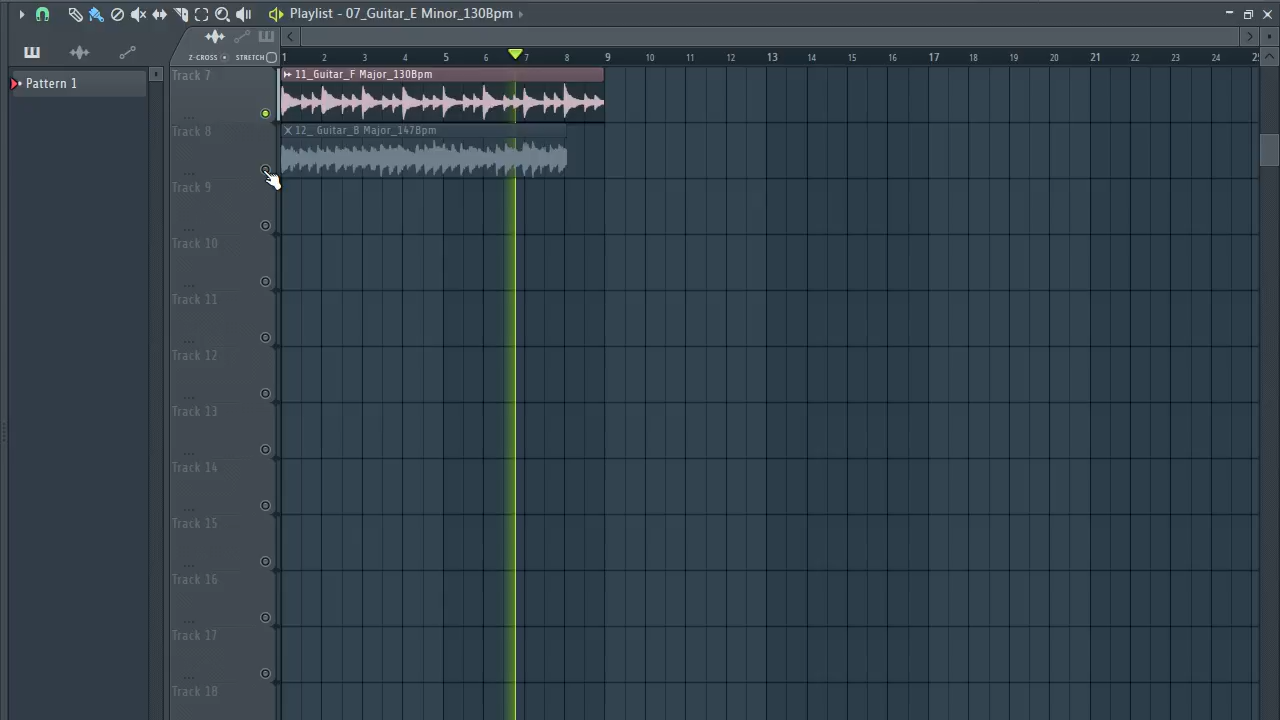 Playlist - 07_Guitar_E Minor_130Bpm
Z-CROSS STRETCH
1 2 3 4 5 6 7 8 9 10 11 12 13 14 15 16 17 18 19 20 21 22 23 24
Pattern 1
Track 7
11_Guitar_F Major_130Bpm
Track 8
12_ Guitar_B Major_147Bpm
Track 9
Track 10
Track 11
Track 12
Track 13
Track 14
Track 15
Track 16
Track 17
Track 18